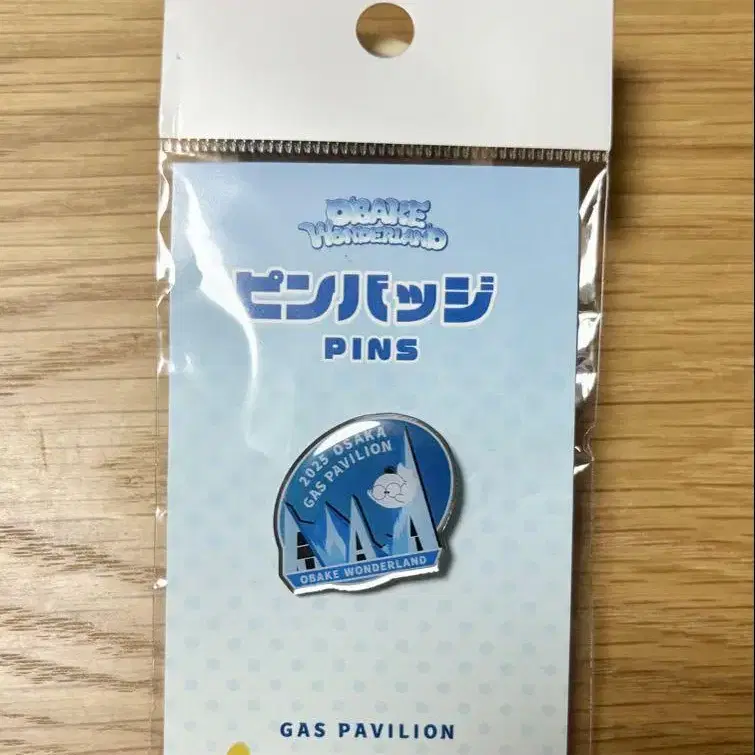 OBAKE
WONDERLAND
ピンバッジ
PINS
2025 OSAKA
GAS PAVILION
OBAKE WONDERLAND
GAS PAVILION